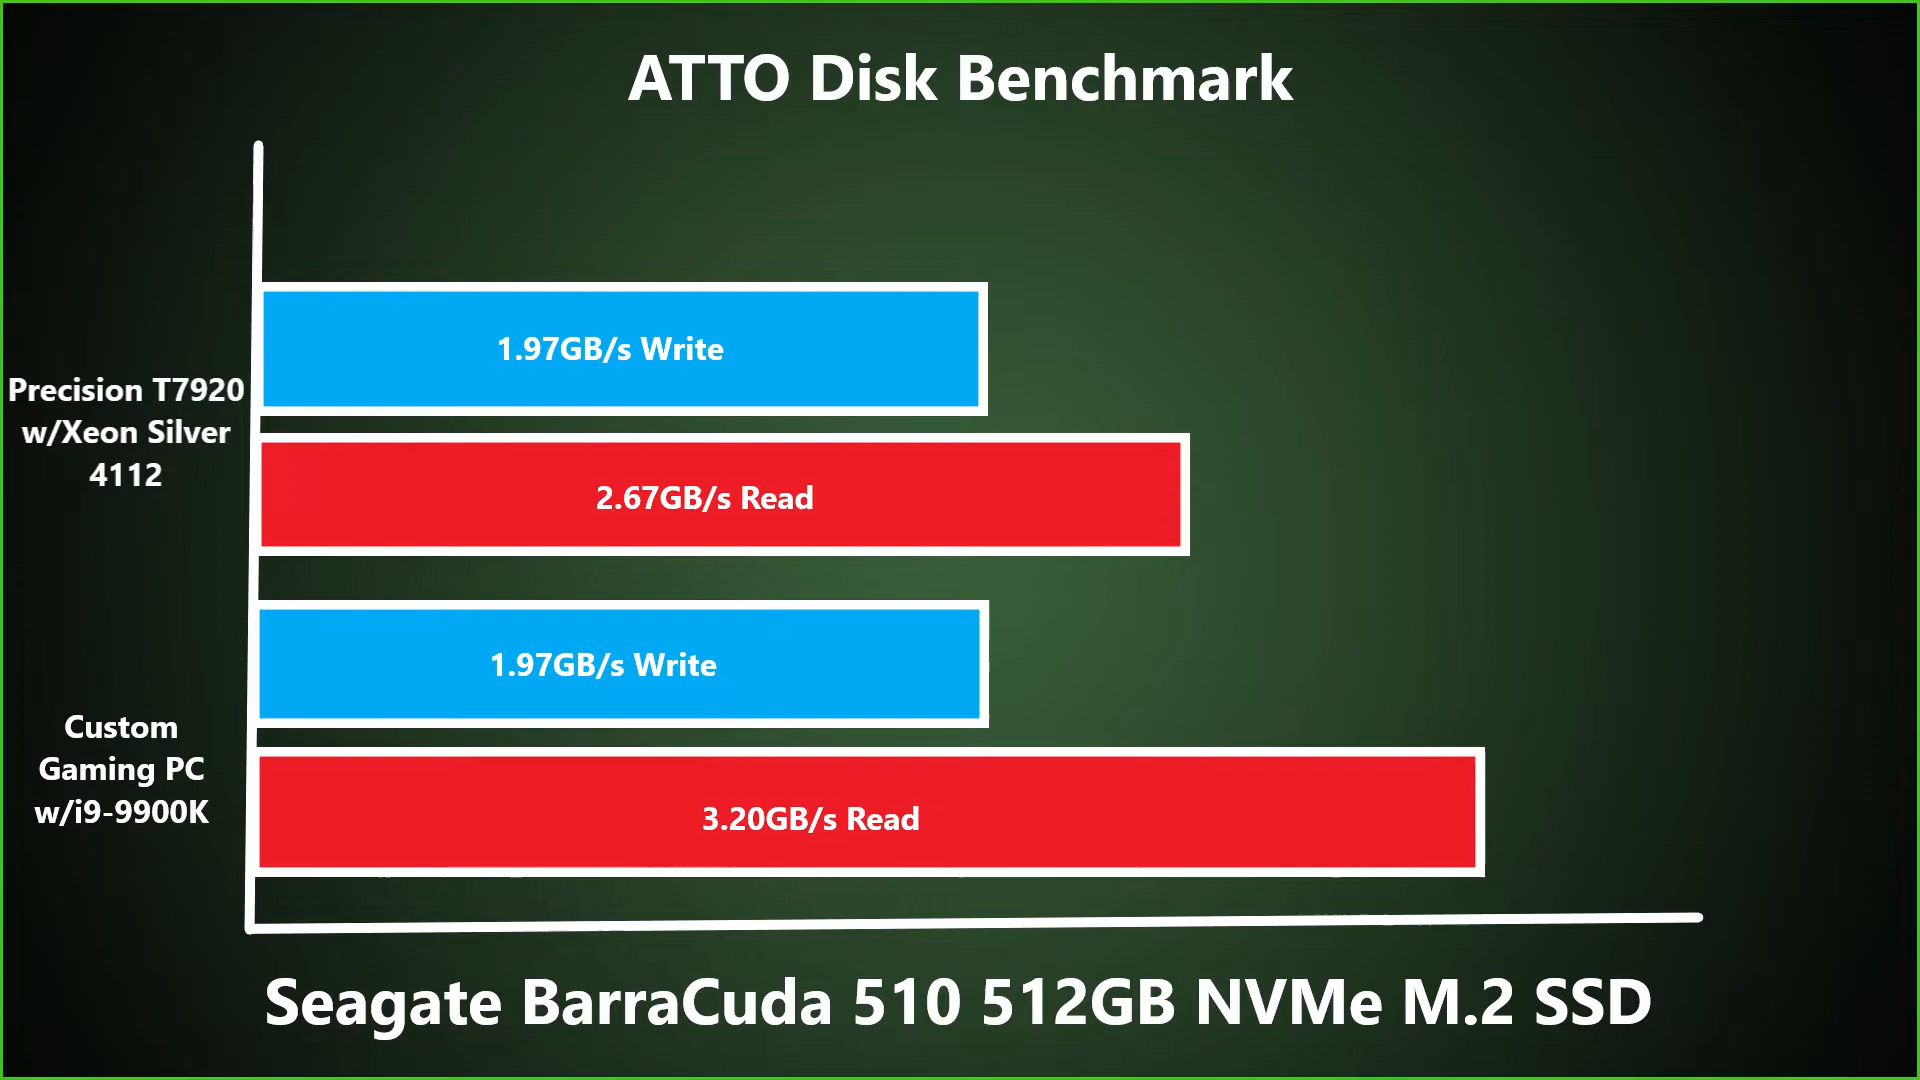 ATTO Disk Benchmark
1.97GB/s Write
Precision T7920
w/Xeon Silver
4112
2.67GB/s Read
1.97GB/s Write
Custom
Gaming PC
w/i9-9900K
3.20GB/s Read
Seagate BarraCuda 510 512GB NVMe M.2 SSD